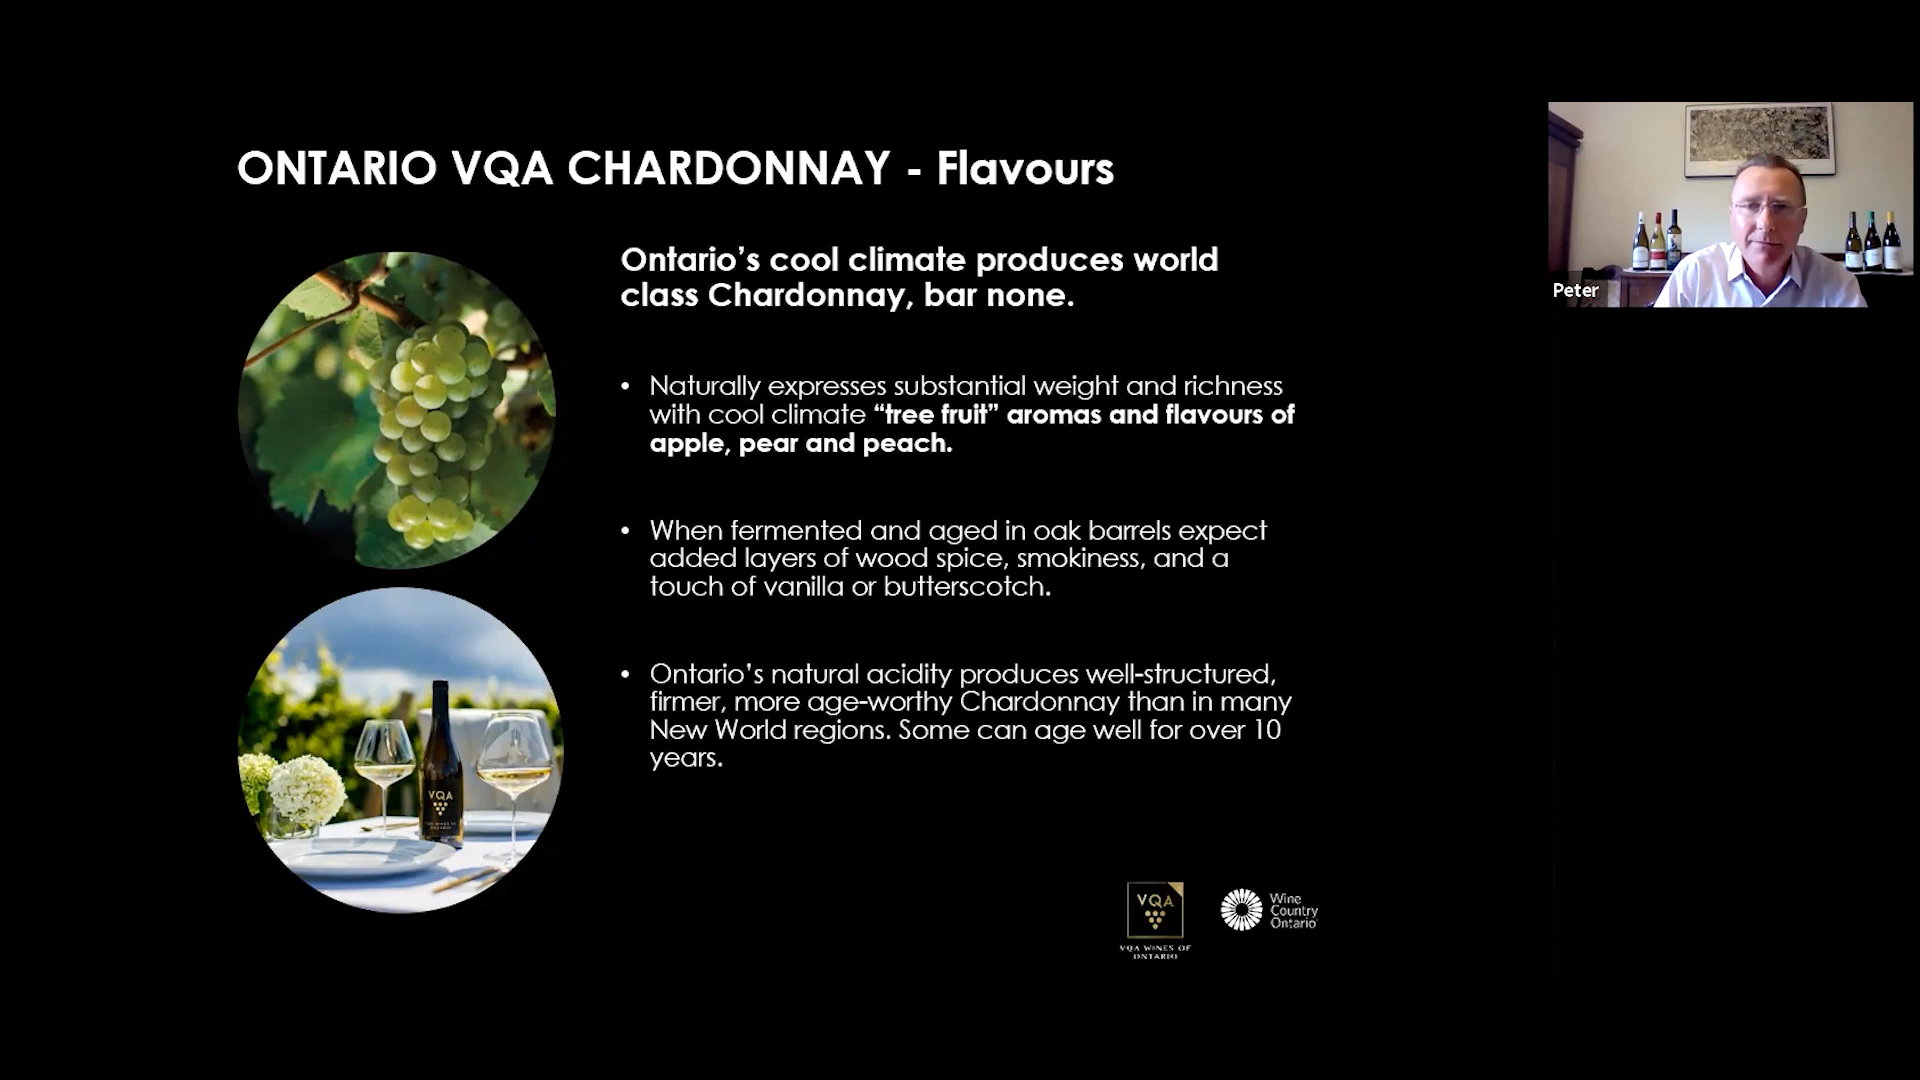 ONTARIO VQA CHARDONNAY - Flavours
Ontario’s cool climate produces world
class Chardonnay, bar none.
• Naturally expresses substantial weight and richness
with cool climate “tree fruit” aromas and flavours of
apple, pear and peach.
• When fermented and aged in oak barrels expect
added layers of wood spice, smokiness, and a
touch of vanilla or butterscotch.
• Ontario’s natural acidity produces well-structured,
firmer, more age-worthy Chardonnay than in many
New World regions. Some can age well for over 10
years.
Peter
VQA
VQA
VQA WINES OF
ONTARIO
Wine
Country
Ontario